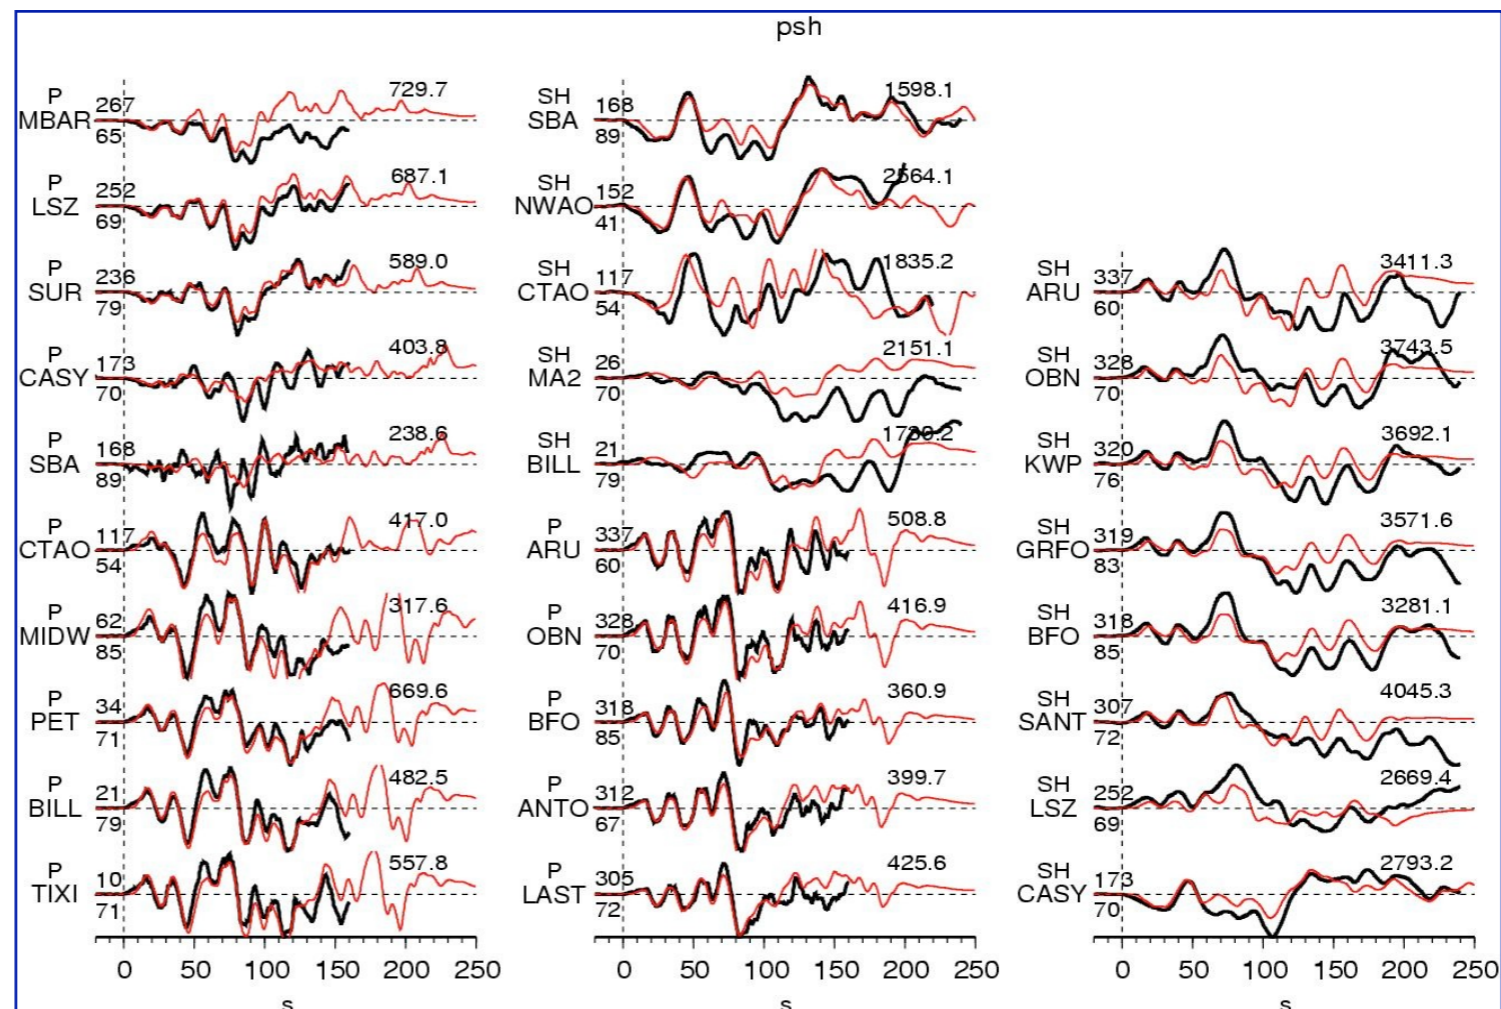 psh
P
MBAR
267
65
729.7
P
LSZ
252
69
687.1
P
SUR
236
79
589.0
P
CASY
173
70
403.8
P
SBA
168
89
238.6
P
CTAO
117
54
417.0
P
MIDW
62
85
317.6
P
PET
34
71
669.6
P
BILL
21
79
482.5
P
TIXI
10
71
557.8
0 50 100 150 200 250
s
SH
SBA
168
89
1598.1
SH
NWAO
152
41
2564.1
SH
CTAO
117
54
1835.2
SH
MA2
26
70
2151.1
SH
BILL
21
79
P
ARU
337
60
508.8
P
OBN
328
70
416.9
P
BFO
318
85
360.9
P
ANTO
312
67
399.7
P
LAST
305
72
425.6
0 50 100 150 200 250
s
SH
ARU
337
60
3411.3
SH
OBN
328
70
3743.5
SH
KWP
320
76
3692.1
SH
GRFO
319
83
3571.6
SH
BFO
318
85
3281.1
SH
SANT
307
72
4045.3
SH
LSZ
252
69
2669.4
SH
CASY
173
70
2793.2
0 50 100 150 200 250
s